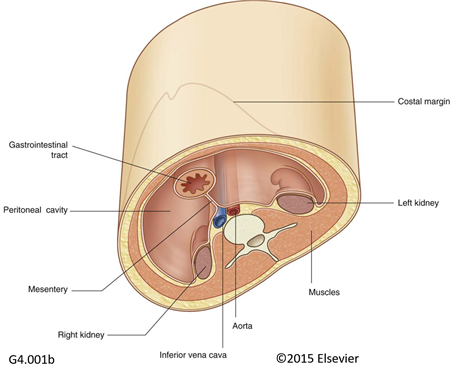 Costal margin
Gastrointestinal
tract
Peritoneal cavity
Left kidney
Mesentery
Muscles
Right kidney
Aorta
Inferior vena cava
G4.001b
©2015 Elsevier